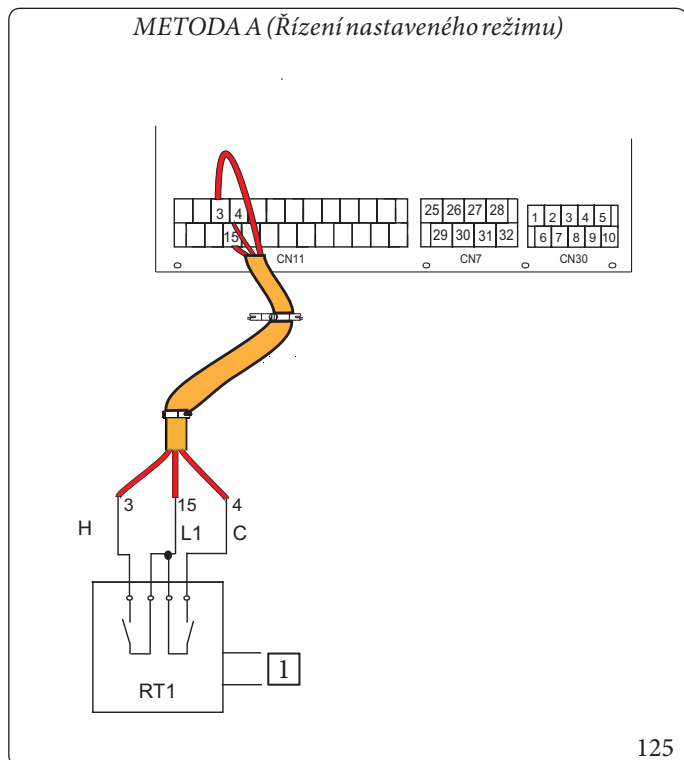 METODA A (Řízení nastaveného režimu)
3 4
25 26 27 28
1 2 3 4 5
15
29 30 31 32
6 7 8 9 10
CN11
CN7
CN30
3
15
4
H
L1
C
1
RT1
125